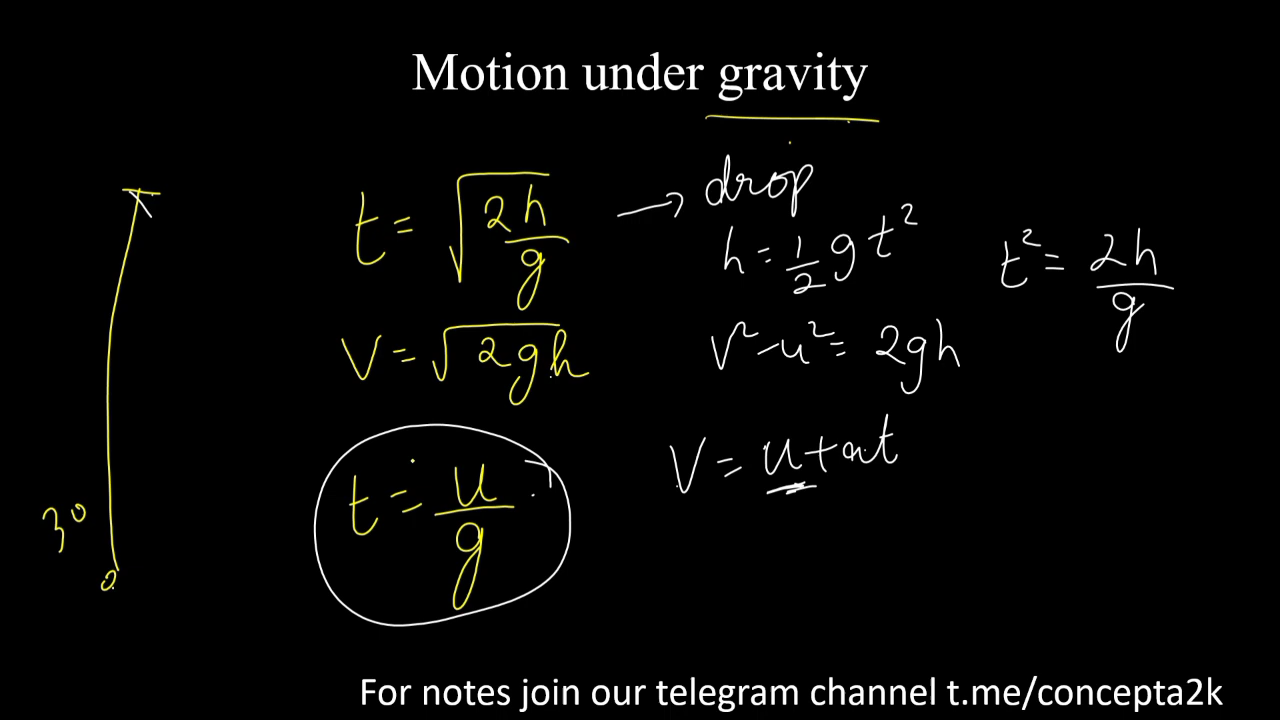 Motion under gravity
t = √(2h/g) → drop
h = 1/2 g t²
t² = 2h/g
v = √2gh
v² - u² = 2gh
v = u + at
t = u/g
30
For notes join our telegram channel t.me/concepta2k